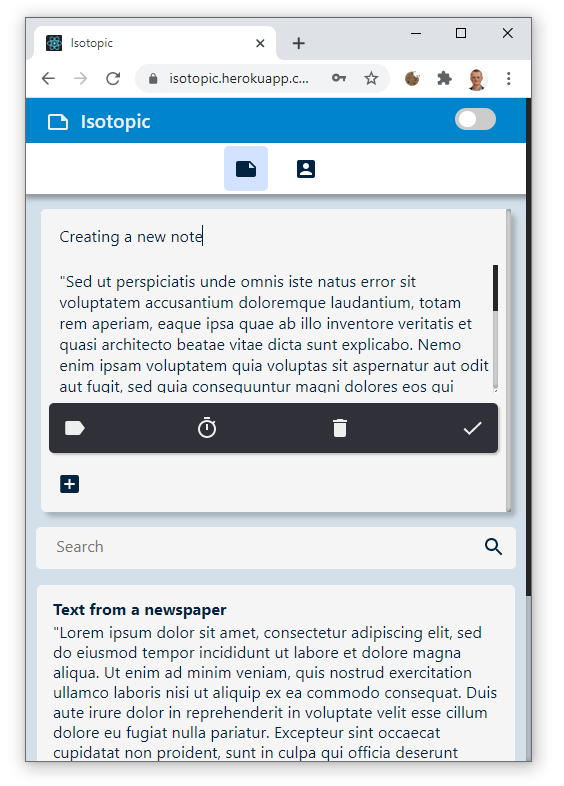 Isotopic
isotopic.herokuapp.c...
Isotopic
Creating a new note
"Sed ut perspiciatis unde omnis iste natus error sit
voluptatem accusantium doloremque laudantium, totam
rem aperiam, eaque ipsa quae ab illo inventore veritatis et
quasi architecto beatae vitae dicta sunt explicabo. Nemo
enim ipsam voluptatem quia voluptas sit aspernatur aut odit
aut fugit, sed quia consequuntur magni dolores eos qui
Search
Text from a newspaper
"Lorem ipsum dolor sit amet, consectetur adipiscing elit, sed
do eiusmod tempor incididunt ut labore et dolore magna
aliqua. Ut enim ad minim veniam, quis nostrud exercitation
ullamco laboris nisi ut aliquip ex ea commodo consequat. Duis
aute irure dolor in reprehenderit in voluptate velit esse cillum
dolore eu fugiat nulla pariatur. Excepteur sint occaecat
cupidatat non proident, sunt in culpa qui officia deserunt